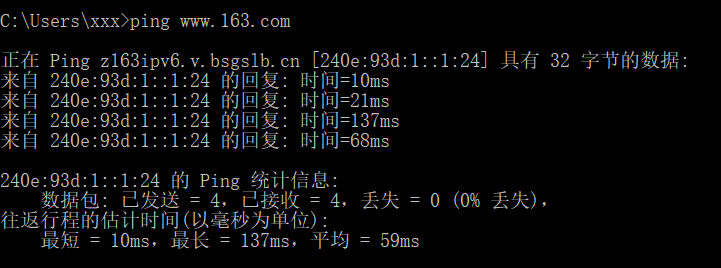 C:\Users\xxx>ping www.163.com
正在 Ping z163ipv6.v.bsgslb.cn [240e:93d:1::1:24] 具有 32 字节的数据:
来自 240e:93d:1::1:24 的回复: 时间=10ms
来自 240e:93d:1::1:24 的回复: 时间=21ms
来自 240e:93d:1::1:24 的回复: 时间=137ms
来自 240e:93d:1::1:24 的回复: 时间=68ms
240e:93d:1::1:24 的 Ping 统计信息:
数据包: 已发送 = 4，已接收 = 4，丢失 = 0 (0% 丢失)，
往返行程的估计时间(以毫秒为单位):
最短 = 10ms，最长 = 137ms，平均 = 59ms